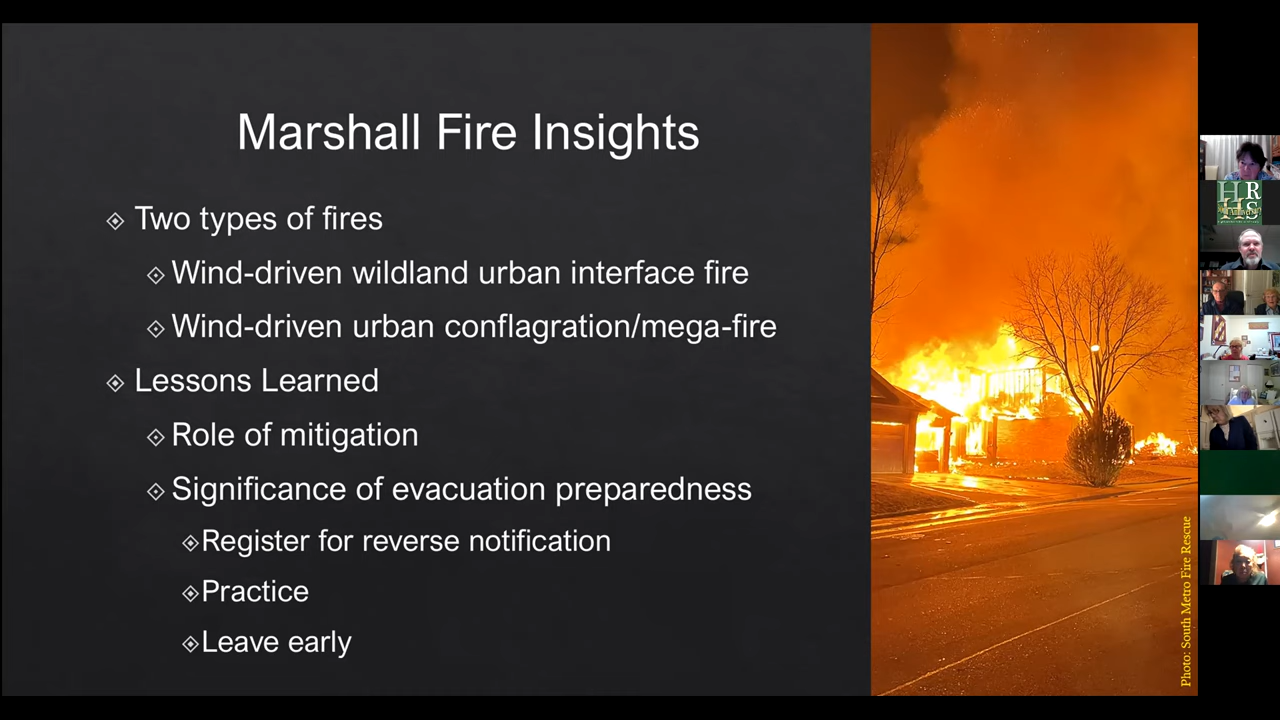 Marshall Fire Insights
Two types of fires
Wind-driven wildland urban interface fire
Wind-driven urban conflagration/mega-fire
Lessons Learned
Role of mitigation
Significance of evacuation preparedness
Register for reverse notification
Practice
Leave early
Photo: South Metro Fire Rescue
H R
H S